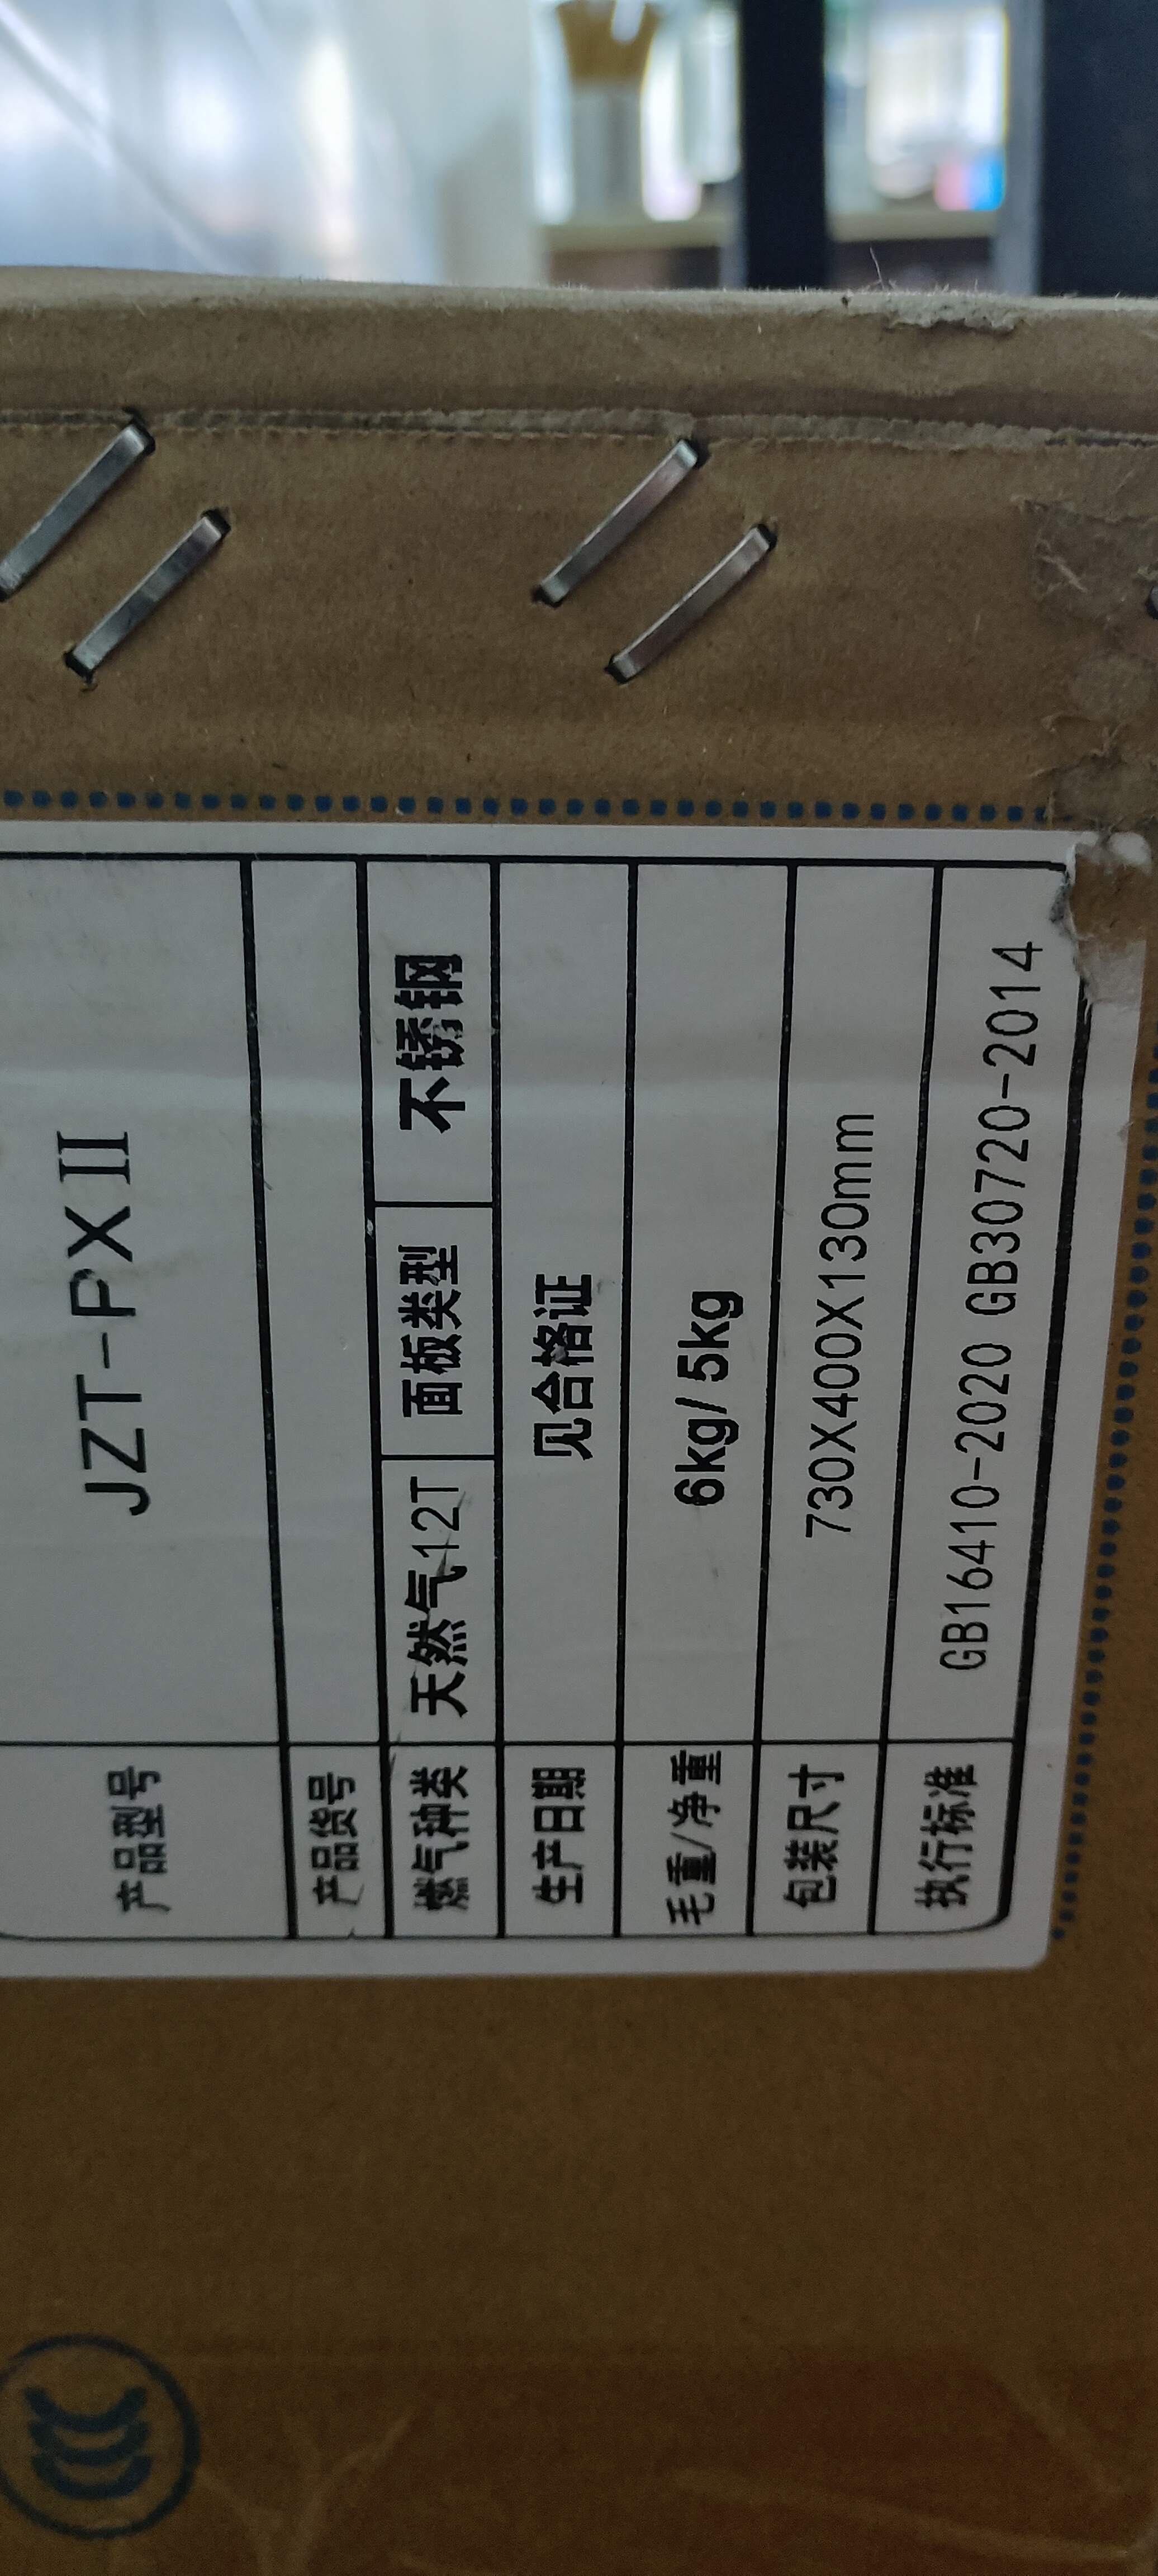 产品型号 JZT-PXⅡ
产品货号
燃气种类 天然气12T 面板类型 不锈钢
生产日期 见合格证
毛重/净重 6kg/5kg
包装尺寸 730X400X130mm
执行标准 GB16410-2020 GB30720-2014